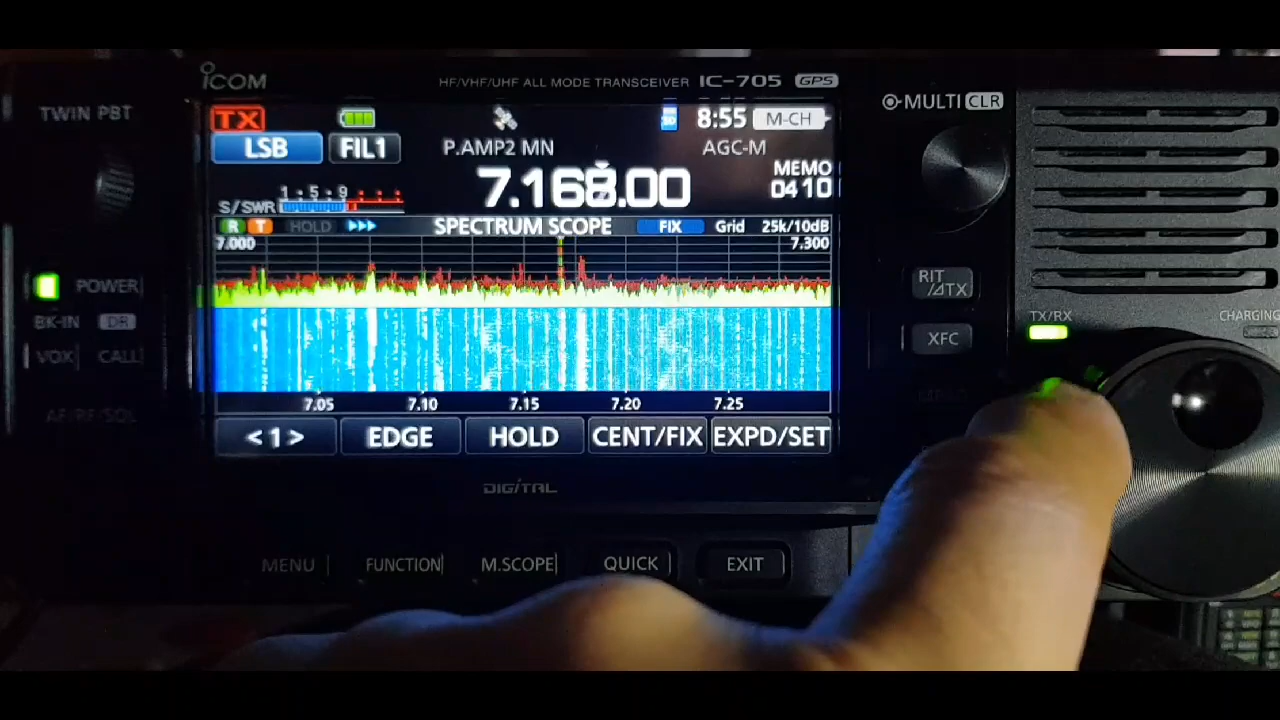 ICOM HF/VHF/UHF ALL MODE TRANSCEIVER IC-705 GPS
TWIN PBT
MULTI CLR
TX 8:55 M-CH
LSB FIL1 P.AMP2 MN AGC-M
7.168.00 MEMO
0410
S/SWR 1-5-9
R T HOLD SPECTRUM SCOPE FIX Grid 25k/10dB
7.000 7.300
7.05 7.10 7.15 7.20 7.25
<1> EDGE HOLD CENT/FIX EXPD/SET
POWER
BK-IN DR
VOX CALL
AF/RF/SQL
RIT
/⊿TX
XFC
TX/RX CHARGING
DIGITAL
MENU FUNCTION M.SCOPE QUICK EXIT